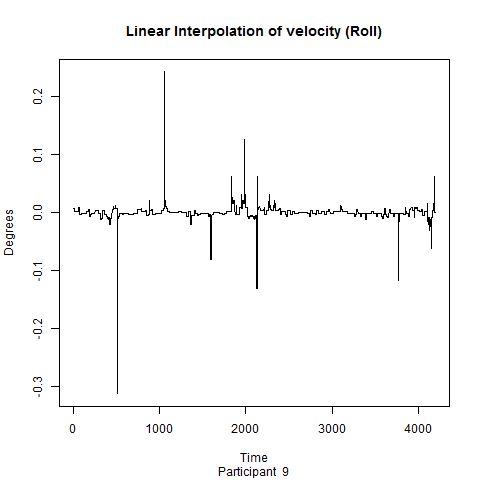 Linear Interpolation of velocity (Roll)
Degrees
0.2
0.1
0.0
-0.1
-0.2
-0.3
0 1000 2000 3000 4000
Time
Participant 9